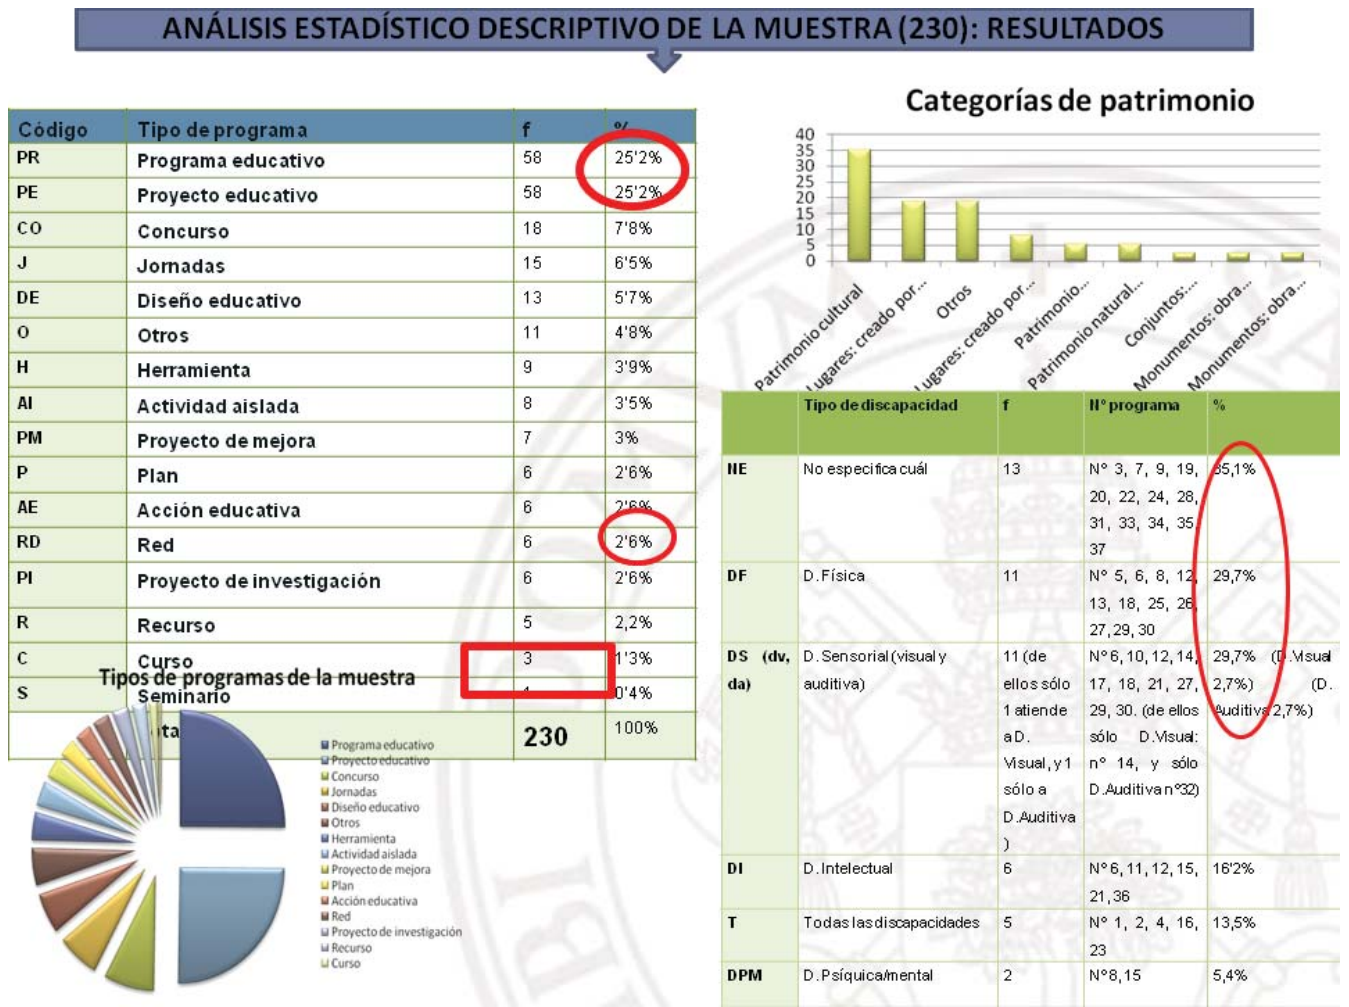 ANÁLISIS ESTADÍSTICO DESCRIPTIVO DE LA MUESTRA (230): RESULTADOS
Código Tipo de programa f %
PR Programa educativo 58 25'2%
PE Proyecto educativo 58 25'2%
CO Concurso 18 7'8%
J Jornadas 15 6'5%
DE Diseño educativo 13 5'7%
O Otros 11 4'8%
H Herramienta 9 3'9%
AI Actividad aislada 8 3'5%
PM Proyecto de mejora 7 3%
P Plan 6 2'6%
AE Acción educativa 6 2'6%
RD Red 6 2'6%
PI Proyecto de investigación 6 2'6%
R Recurso 5 2,2%
C Curso 3 1'3%
S Seminario 1 0'4%
230 100%
Tipos de programas de la muestra
Programa educativo
Proyecto educativo
Concurso
Jornadas
Diseño educativo
Otros
Herramienta
Actividad aislada
Proyecto de mejora
Plan
Acción educativa
Red
Proyecto de investigación
Recurso
Curso
Categorías de patrimonio
40
35
30
25
20
15
10
5
0
Patrimonio cultural
Lugares: creado por...
Otros
Lugares: creado por...
Patrimonio...
Patrimonio natural...
Conjuntos:...
Monumentos: obra...
Monumentos: obra...
Tipo de discapacidad f Nº programa %
NE No especifica cuál 13 Nº 3, 7, 9, 19, 35,1%
20, 22, 24, 28,
31, 33, 34, 35,
37
DF D. Física 11 Nº 5, 6, 8, 12, 29,7%
13, 18, 25, 26,
27, 29, 30
DS (dv, D. Sensorial (visual y 11 (de Nº 6, 10, 12, 14, 29,7% (D. Visual
da) auditiva) ellos sólo 17, 18, 21, 27, 2,7%) (D.
1 atiende 29, 30. (de ellos Auditiva 2,7%)
a D. sólo D. Visual:
Visual, y 1 nº 14, y sólo
sólo a D. Auditiva nº32)
D. Auditiva
)
DI D. Intelectual 6 Nº 6, 11, 12, 15, 16'2%
21, 36
T Todas las discapacidades 5 Nº 1, 2, 4, 16, 13,5%
23
DPM D. Psíquica/mental 2 Nº8, 15 5,4%